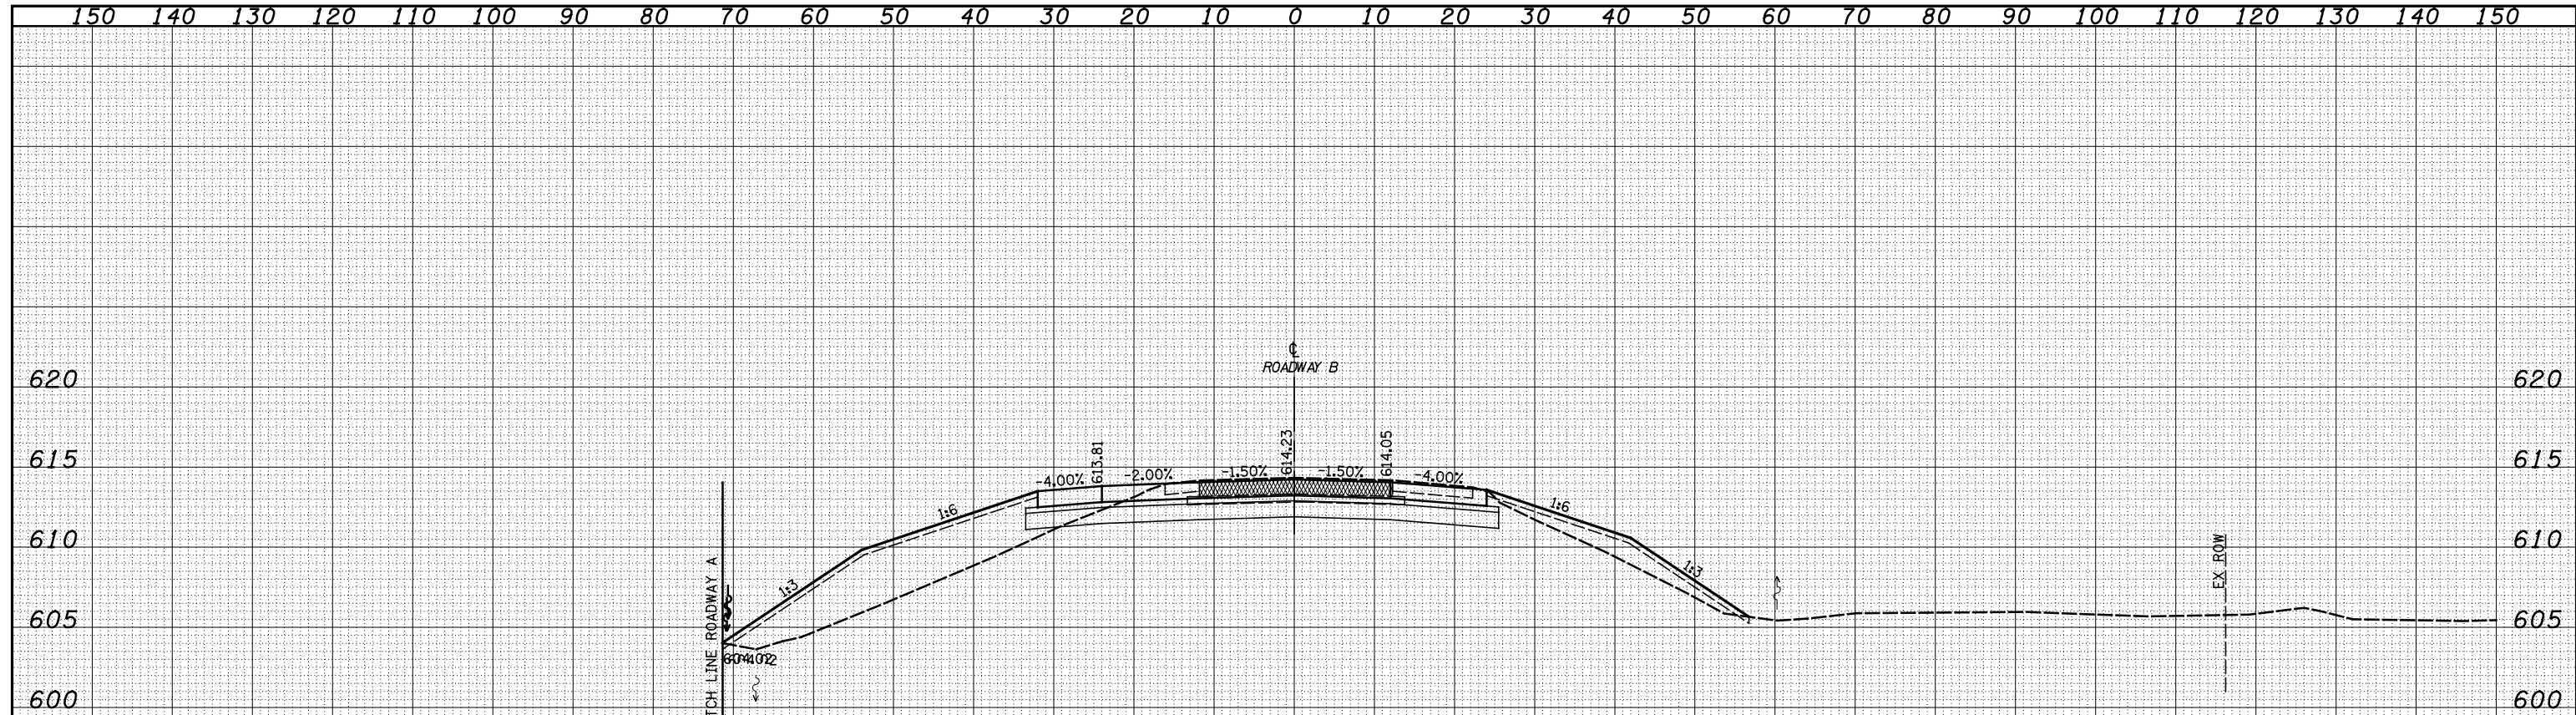 150 140 130 120 110 100 90 80 70 60 50 40 30 20 10 0 10 20 30 40 50 60 70 80 90 100 110 120 130 140 150
℄
ROADWAY B
620 620
615 615
613.81 614.23 614.05
-4.00% -2.00% -1.50% -1.50% -4.00%
1:6 1:6
610 610
1:3 1:3
TCH LINE ROADWAY A
EX ROW
605 605
604.02
600 600